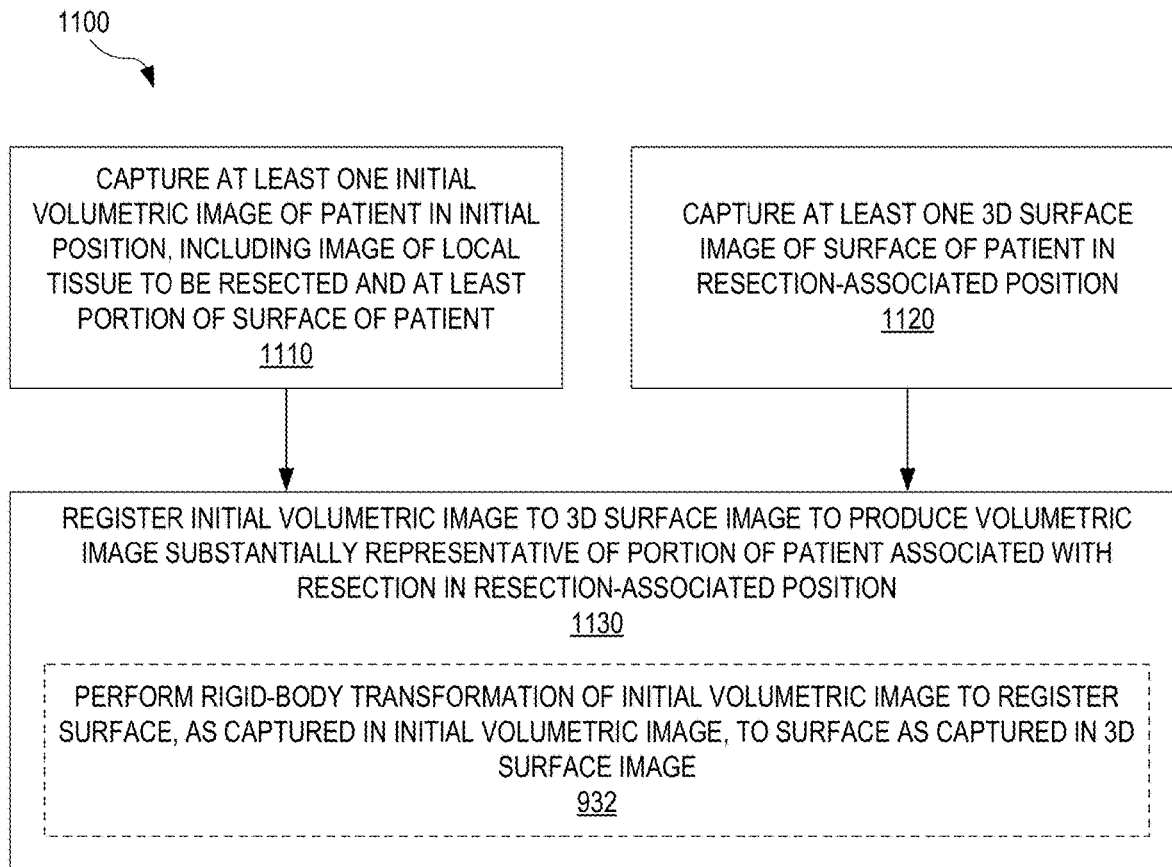 1100
CAPTURE AT LEAST ONE INITIAL
VOLUMETRIC IMAGE OF PATIENT IN INITIAL
POSITION, INCLUDING IMAGE OF LOCAL
TISSUE TO BE RESECTED AND AT LEAST
PORTION OF SURFACE OF PATIENT
1110
CAPTURE AT LEAST ONE 3D SURFACE
IMAGE OF SURFACE OF PATIENT IN
RESECTION-ASSOCIATED POSITION
1120
REGISTER INITIAL VOLUMETRIC IMAGE TO 3D SURFACE IMAGE TO PRODUCE VOLUMETRIC
IMAGE SUBSTANTIALLY REPRESENTATIVE OF PORTION OF PATIENT ASSOCIATED WITH
RESECTION IN RESECTION-ASSOCIATED POSITION
1130
PERFORM RIGID-BODY TRANSFORMATION OF INITIAL VOLUMETRIC IMAGE TO REGISTER
SURFACE, AS CAPTURED IN INITIAL VOLUMETRIC IMAGE, TO SURFACE AS CAPTURED IN 3D
SURFACE IMAGE
932